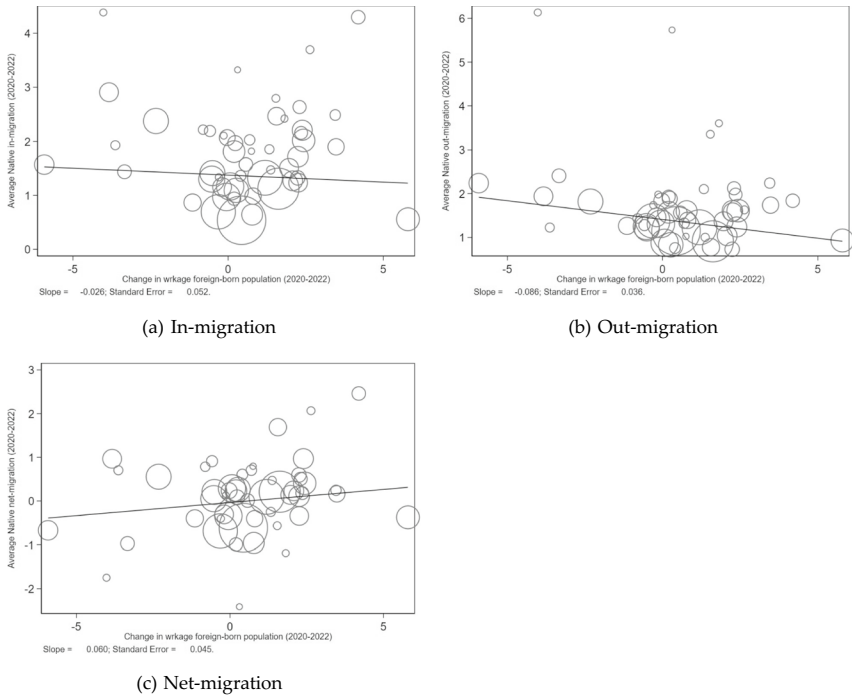 4
3
2
1
0
Average Native in-migration (2020-2022)
-5
0
5
Change in wrkage foreign-born population (2020-2022)
Slope = -0.026; Standard Error = 0.052.
(a) In-migration
6
5
4
3
2
1
Average Native out-migration (2020-2022)
-5
0
5
Change in wrkage foreign-born population (2020-2022)
Slope = -0.086; Standard Error = 0.036.
(b) Out-migration
3
2
1
0
-1
-2
Average Native net-migration (2020-2022)
-5
0
5
Change in wrkage foreign-born population (2020-2022)
Slope = 0.060; Standard Error = 0.045.
(c) Net-migration